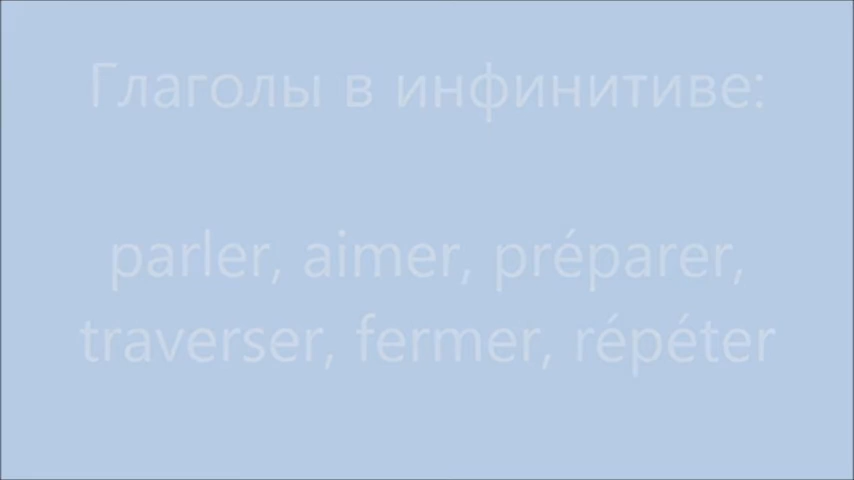 Глаголы в инфинитиве:
parler, aimer, préparer,
traverser, fermer, répéter